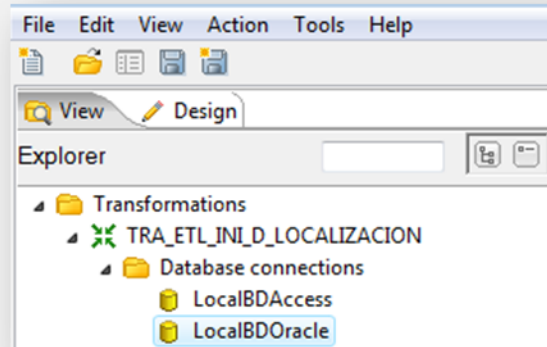 File Edit View Action Tools Help
View Design
Explorer
Transformations
TRA_ETL_INI_D_LOCALIZACION
Database connections
LocalBDAccess
LocalBDOracle